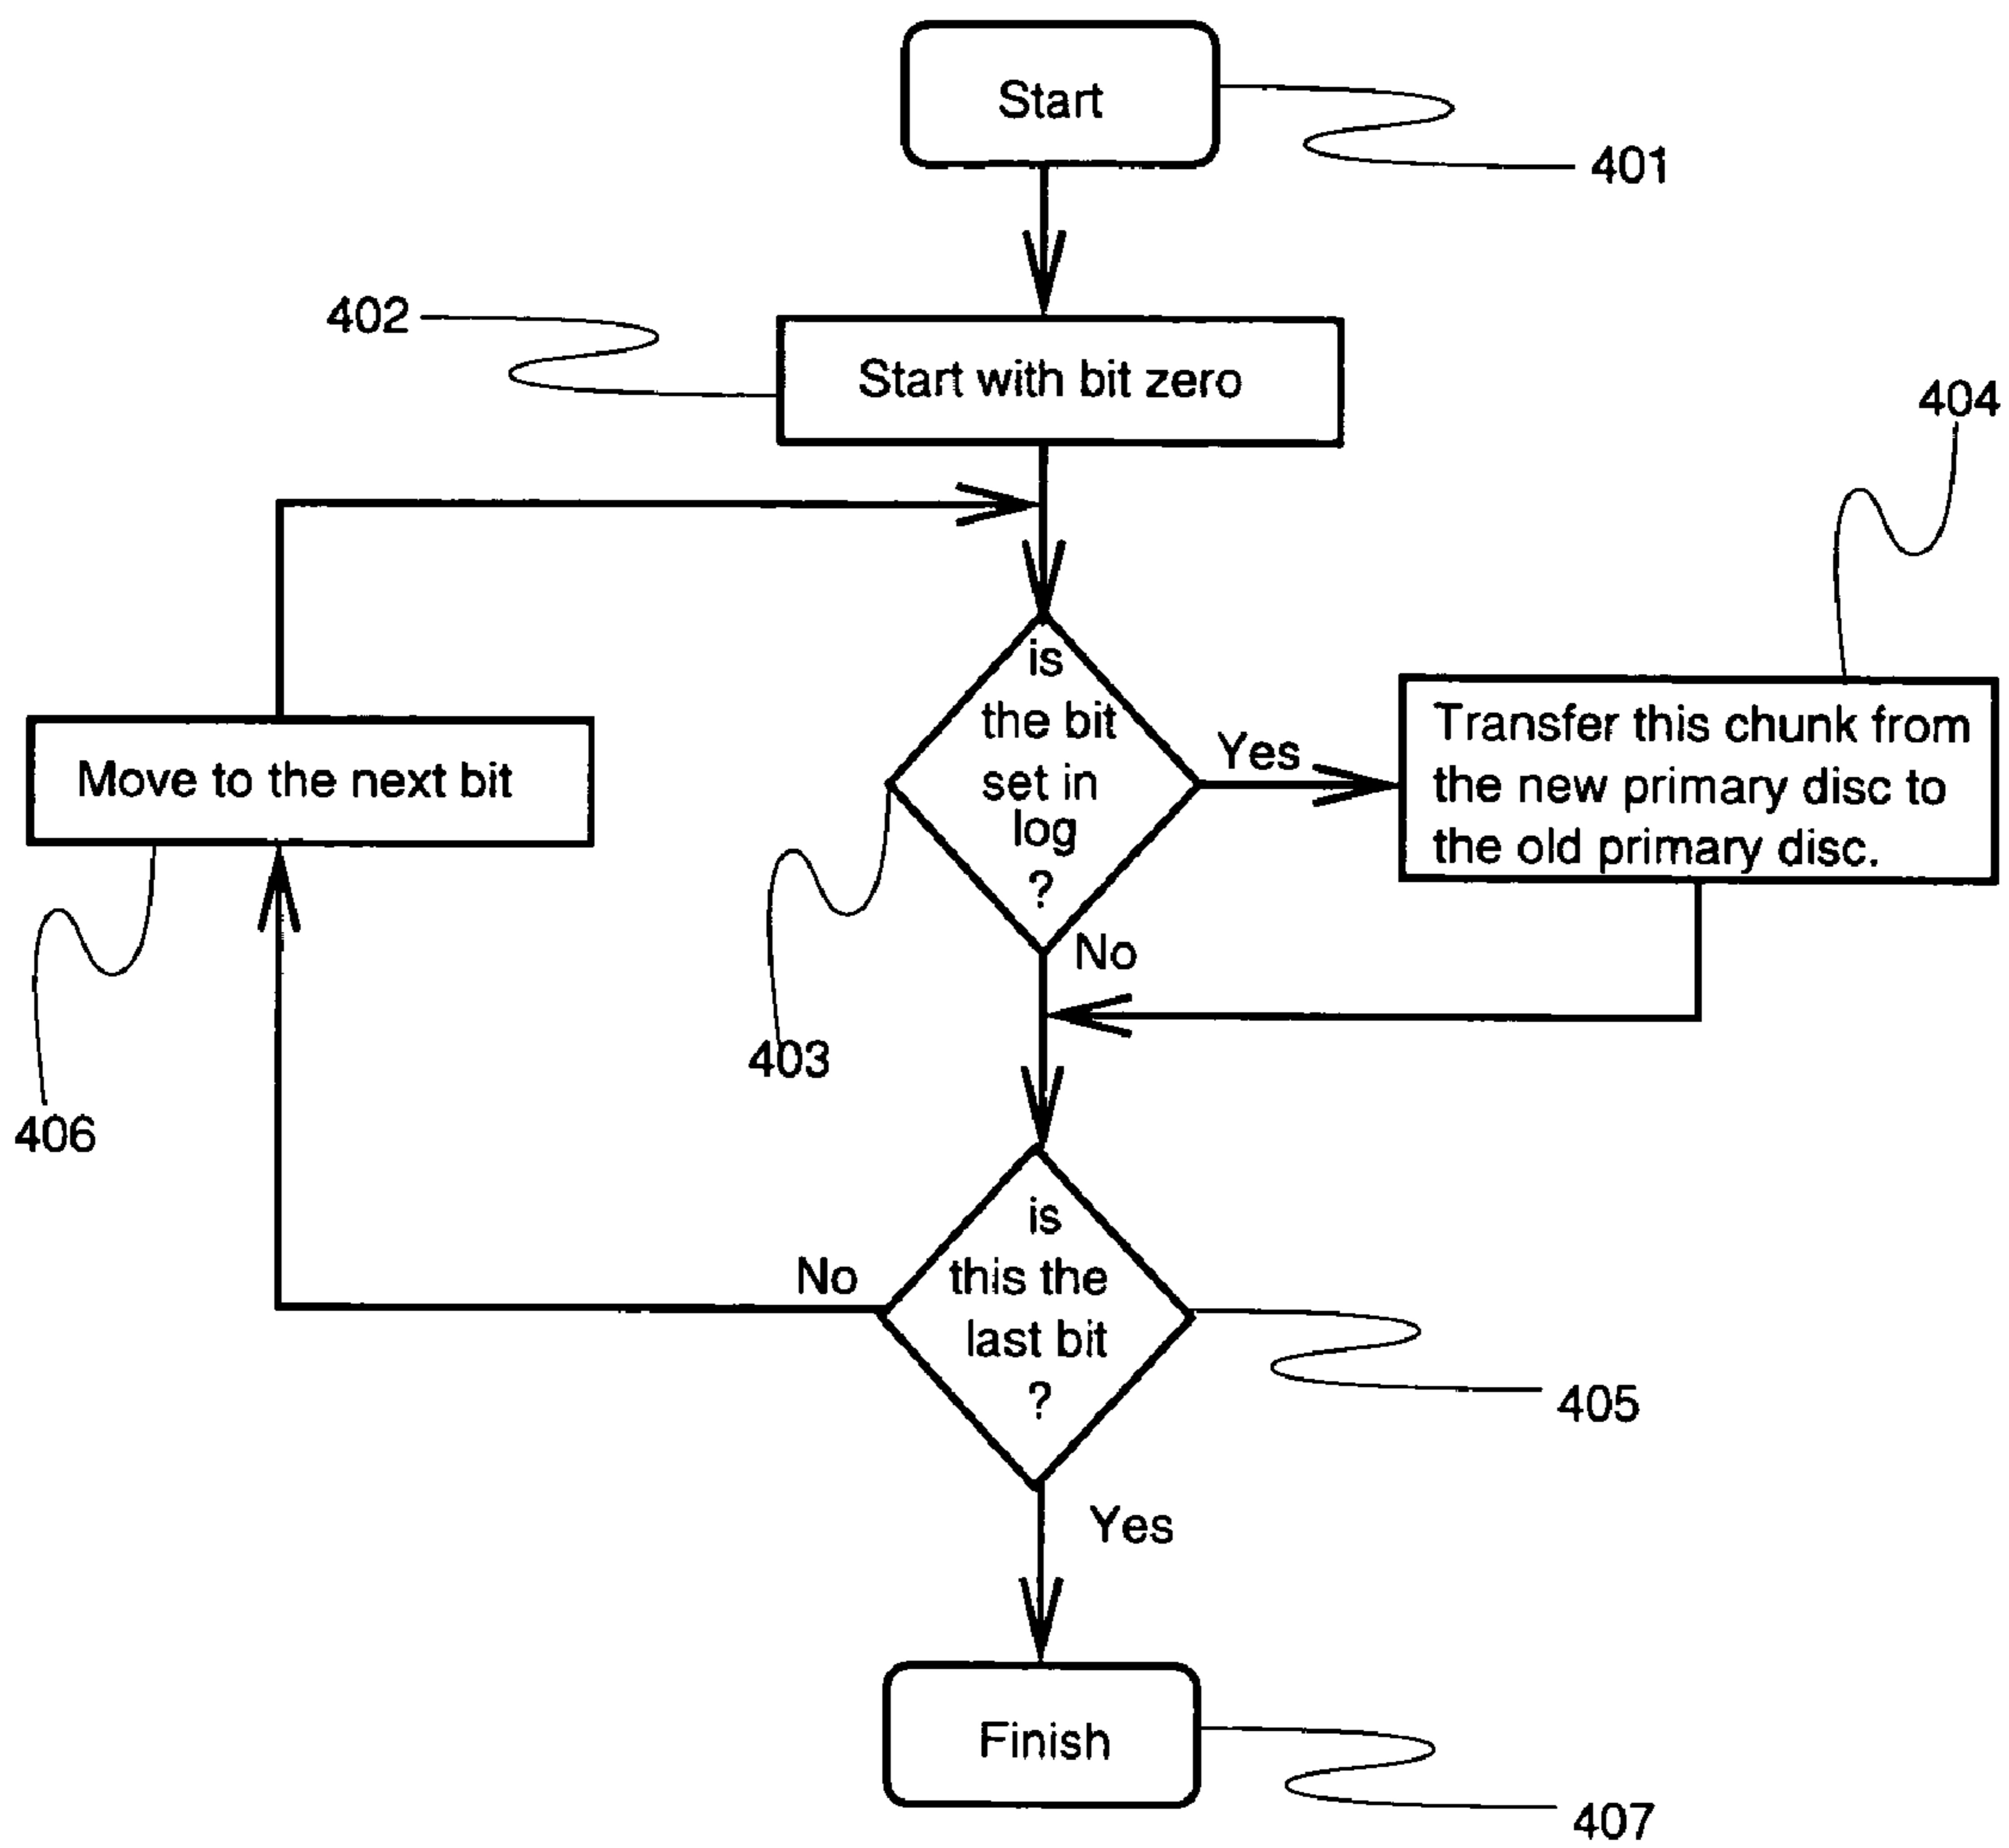 Start
401
402
Start with bit zero
404
is
the bit
set in
log
?
Yes
Transfer this chunk from
the new primary disc to
the old primary disc.
Move to the next bit
No
403
406
is
this the
last bit
?
No
405
Yes
Finish
407